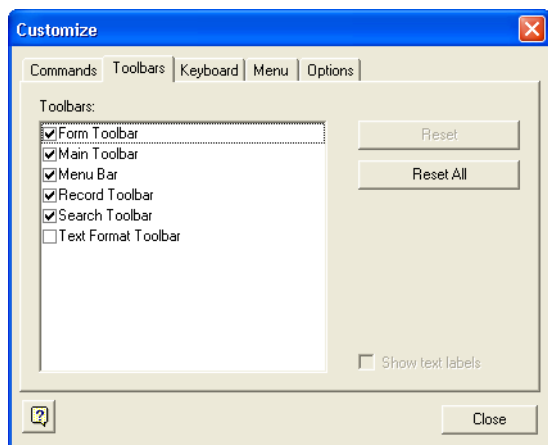 Customize
Commands Toolbars Keyboard Menu Options
Toolbars:
Form Toolbar
Main Toolbar
Menu Bar
Record Toolbar
Search Toolbar
Text Format Toolbar
Reset
Reset All
Show text labels
?
Close